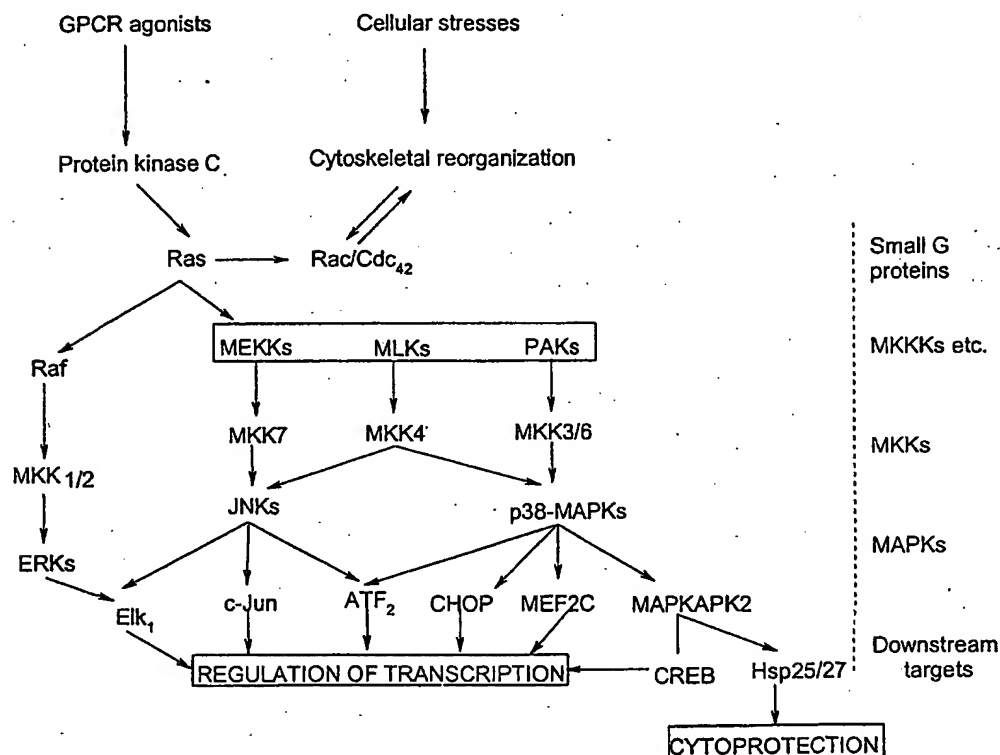 GPCR agonists
Cellular stresses
Protein kinase C
Cytoskeletal reorganization
Ras
Rac/Cdc42
Small G
proteins
MEKKs
MLKs
PAKs
MKKKs etc.
Raf
MKK7
MKK4
MKK3/6
MKKs
MKK 1/2
JNKs
p38-MAPKs
MAPKs
ERKs
Elk1
c-Jun
ATF2
CHOP
MEF2C
MAPKAPK2
Downstream
targets
REGULATION OF TRANSCRIPTION
CREB
Hsp25/27
CYTOPROTECTION